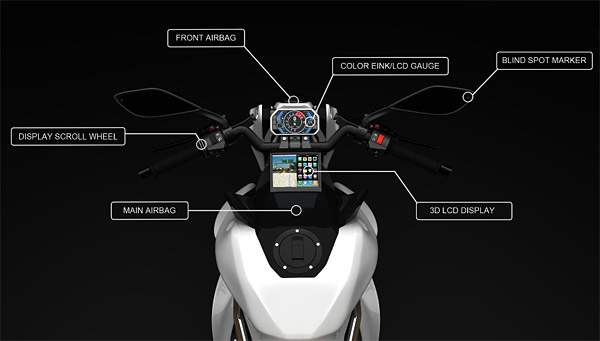 FRONT AIRBAG
COLOR EINK/LCD GAUGE
BLIND SPOT MARKER
DISPLAY SCROLL WHEEL
MAIN AIRBAG
3D LCD DISPLAY